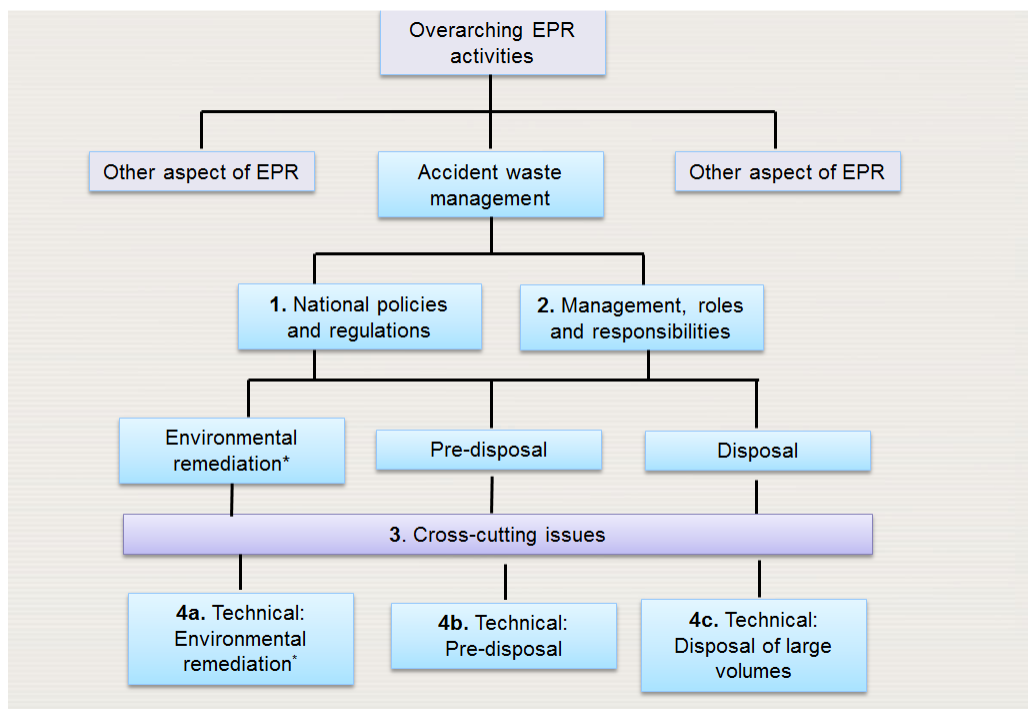 Overarching EPR
activities
Other aspect of EPR
Accident waste
management
Other aspect of EPR
1. National policies
and regulations
2. Management, roles
and responsibilities
Environmental
remediation*
Pre-disposal
Disposal
3. Cross-cutting issues
4a. Technical:
Environmental
remediation*
4b. Technical:
Pre-disposal
4c. Technical:
Disposal of large
volumes